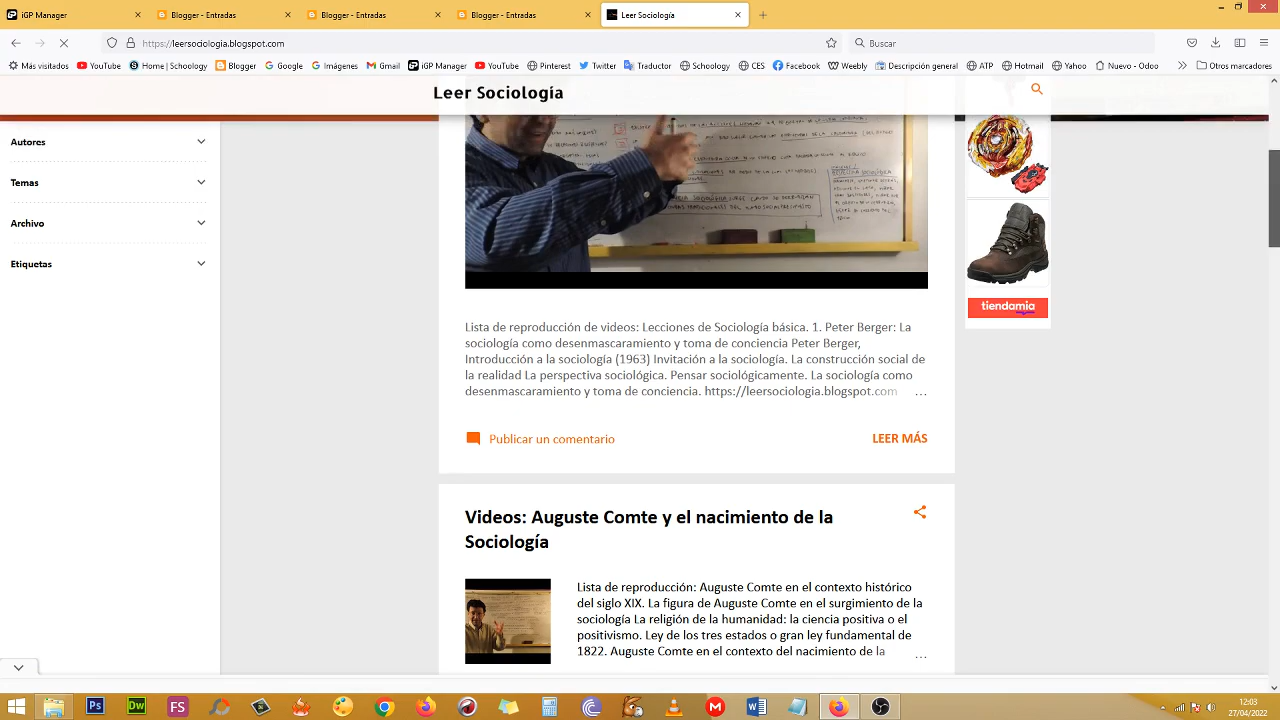 iGP Manager
Blogger - Entradas
Blogger - Entradas
Blogger - Entradas
Leer Sociología
https://leersociologia.blogspot.com
Buscar
Más visitados
YouTube
Home | Schoology
Blogger
Google
Imágenes
Gmail
iGP Manager
YouTube
Pinterest
Twitter
Traductor
Schoology
CES
Facebook
Weebly
Descripción general
ATP
Hotmail
Yahoo
Nuevo - Odoo
Otros marcadores
Leer Sociología
Autores
Temas
Archivo
Etiquetas
tiendamia
Lista de reproducción de videos: Lecciones de Sociología básica. 1. Peter Berger: La
sociología como desenmascaramiento y toma de conciencia Peter Berger,
Introducción a la sociología (1963) Invitación a la sociología. La construcción social de
la realidad La perspectiva sociológica. Pensar sociológicamente. La sociología como
desenmascaramiento y toma de conciencia. https://leersociologia.blogspot.com ...
Publicar un comentario
LEER MÁS
Videos: Auguste Comte y el nacimiento de la
Sociología
Lista de reproducción: Auguste Comte en el contexto histórico
del siglo XIX. La figura de Auguste Comte en el surgimiento de la
sociología La religión de la humanidad: la ciencia positiva o el
positivismo. Ley de los tres estados o gran ley fundamental de
1822. Auguste Comte en el contexto del nacimiento de la ...
Ps
Dw
FS
12:03
27/04/2022